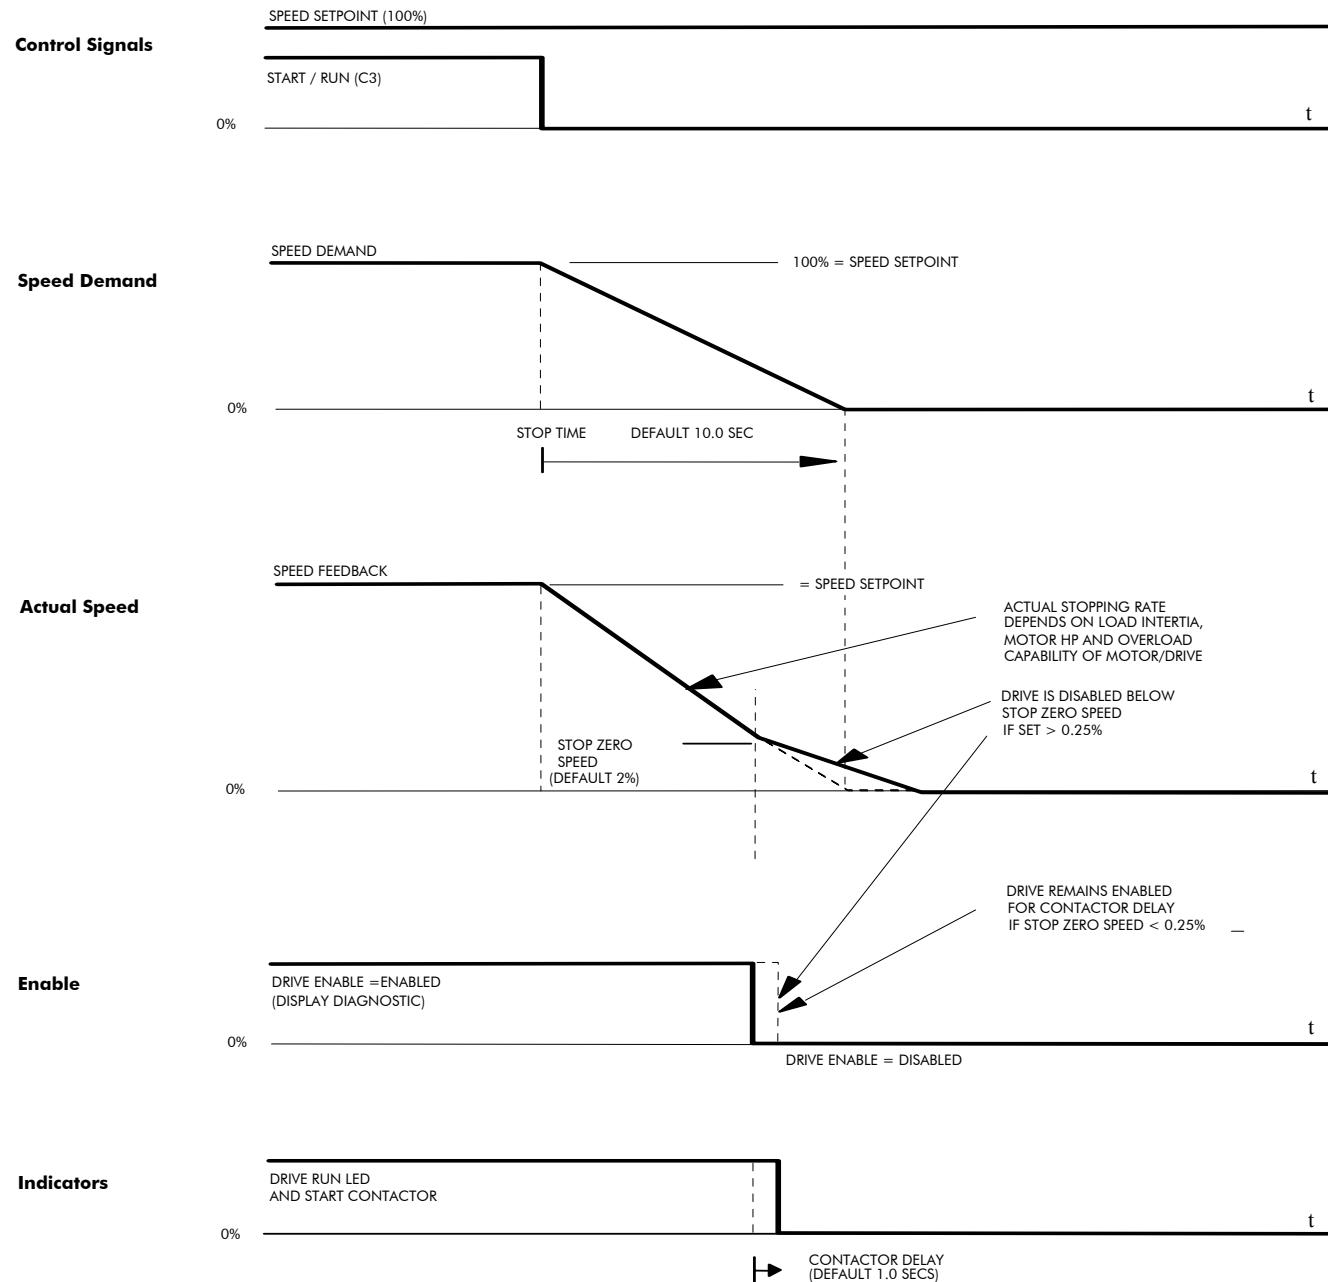 SPEED SETPOINT (100%)
Control Signals
START / RUN (C3)
t
0%
SPEED DEMAND
100% = SPEED SETPOINT
Speed Demand
t
0%
STOP TIME DEFAULT 10.0 SEC
SPEED FEEDBACK
= SPEED SETPOINT
Actual Speed
ACTUAL STOPPING RATE
DEPENDS ON LOAD INTERTIA,
MOTOR HP AND OVERLOAD
CAPABILITY OF MOTOR/DRIVE
DRIVE IS DISABLED BELOW
STOP ZERO SPEED
IF SET > 0.25%
STOP ZERO
SPEED
(DEFAULT 2%)
t
0%
DRIVE REMAINS ENABLED
FOR CONTACTOR DELAY
IF STOP ZERO SPEED < 0.25% _
Enable
DRIVE ENABLE =ENABLED
(DISPLAY DIAGNOSTIC)
t
0%
DRIVE ENABLE = DISABLED
Indicators
DRIVE RUN LED
AND START CONTACTOR
t
0%
CONTACTOR DELAY
(DEFAULT 1.0 SECS)